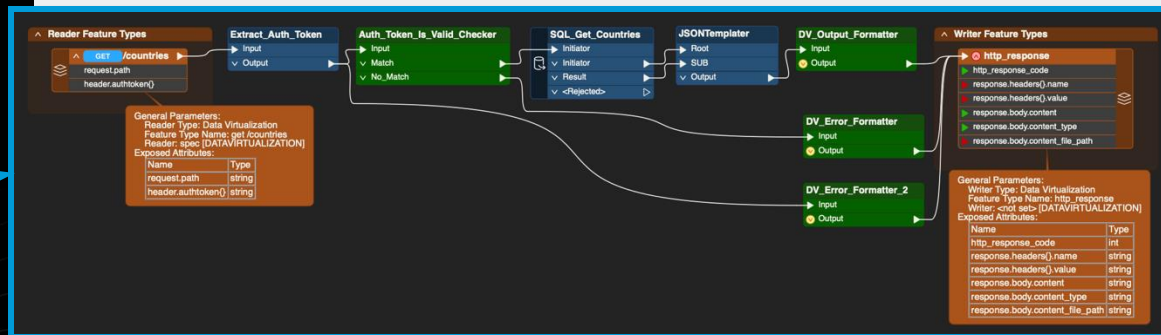 Reader Feature Types
GET /countries
request.path
header.authtoken{}
General Parameters:
Reader Type: Data Virtualization
Feature Type Name: get /countries
Reader: spec [DATAVIRTUALIZATION]
Exposed Attributes:
Name Type
request.path string
header.authtoken{} string
Extract_Auth_Token
Input
Output
Auth_Token_Is_Valid_Checker
Input
Match
No_Match
SQL_Get_Countries
Initiator
Initiator
Result
<Rejected>
JSONTemplater
Root
SUB
Output
DV_Output_Formatter
Input
Output
DV_Error_Formatter
Input
Output
DV_Error_Formatter_2
Input
Output
Writer Feature Types
http_response
http_response_code
response.headers{}.name
response.headers{}.value
response.body.content
response.body.content_type
response.body.content_file_path
General Parameters:
Writer Type: Data Virtualization
Feature Type Name: http_response
Writer: <not set> [DATAVIRTUALIZATION]
Exposed Attributes:
Name Type
http_response_code int
response.headers{}.name string
response.headers{}.value string
response.body.content string
response.body.content_type string
response.body.content_file_path string